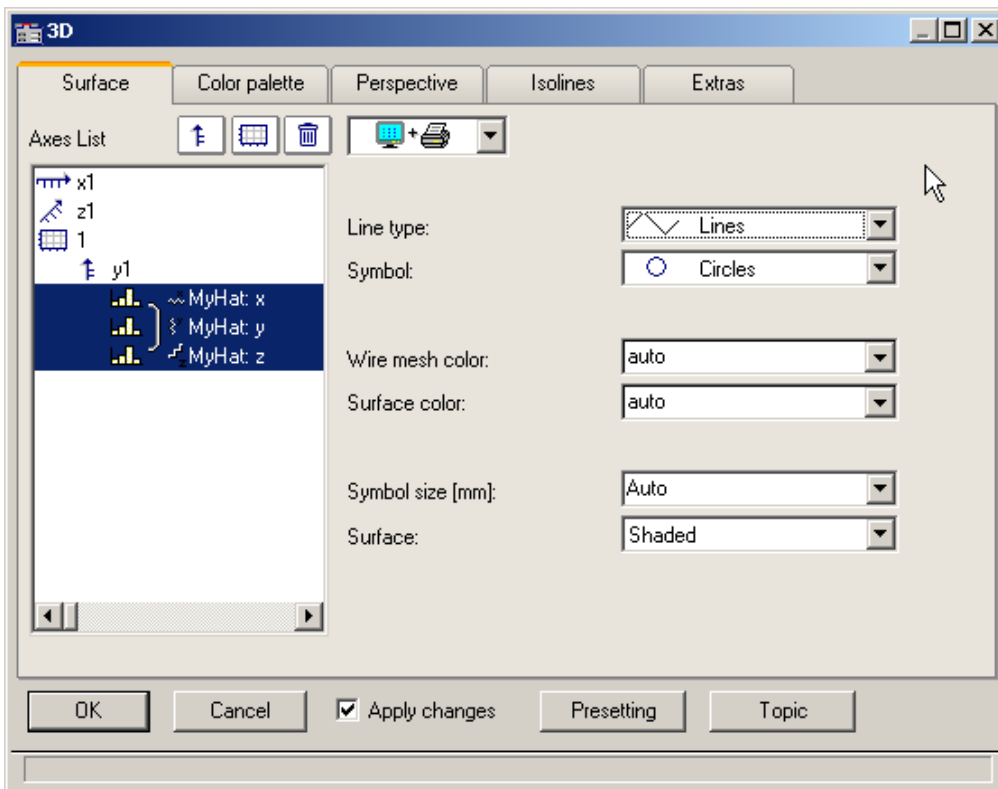 3D
Surface
Color palette
Perspective
Isolines
Extras
Axes List
x1
z1
1
y1
MyHat: x
MyHat: y
MyHat: z
Line type:
Lines
Symbol:
Circles
Wire mesh color:
auto
Surface color:
auto
Symbol size [mm]:
Auto
Surface:
Shaded
OK
Cancel
Apply changes
Presetting
Topic